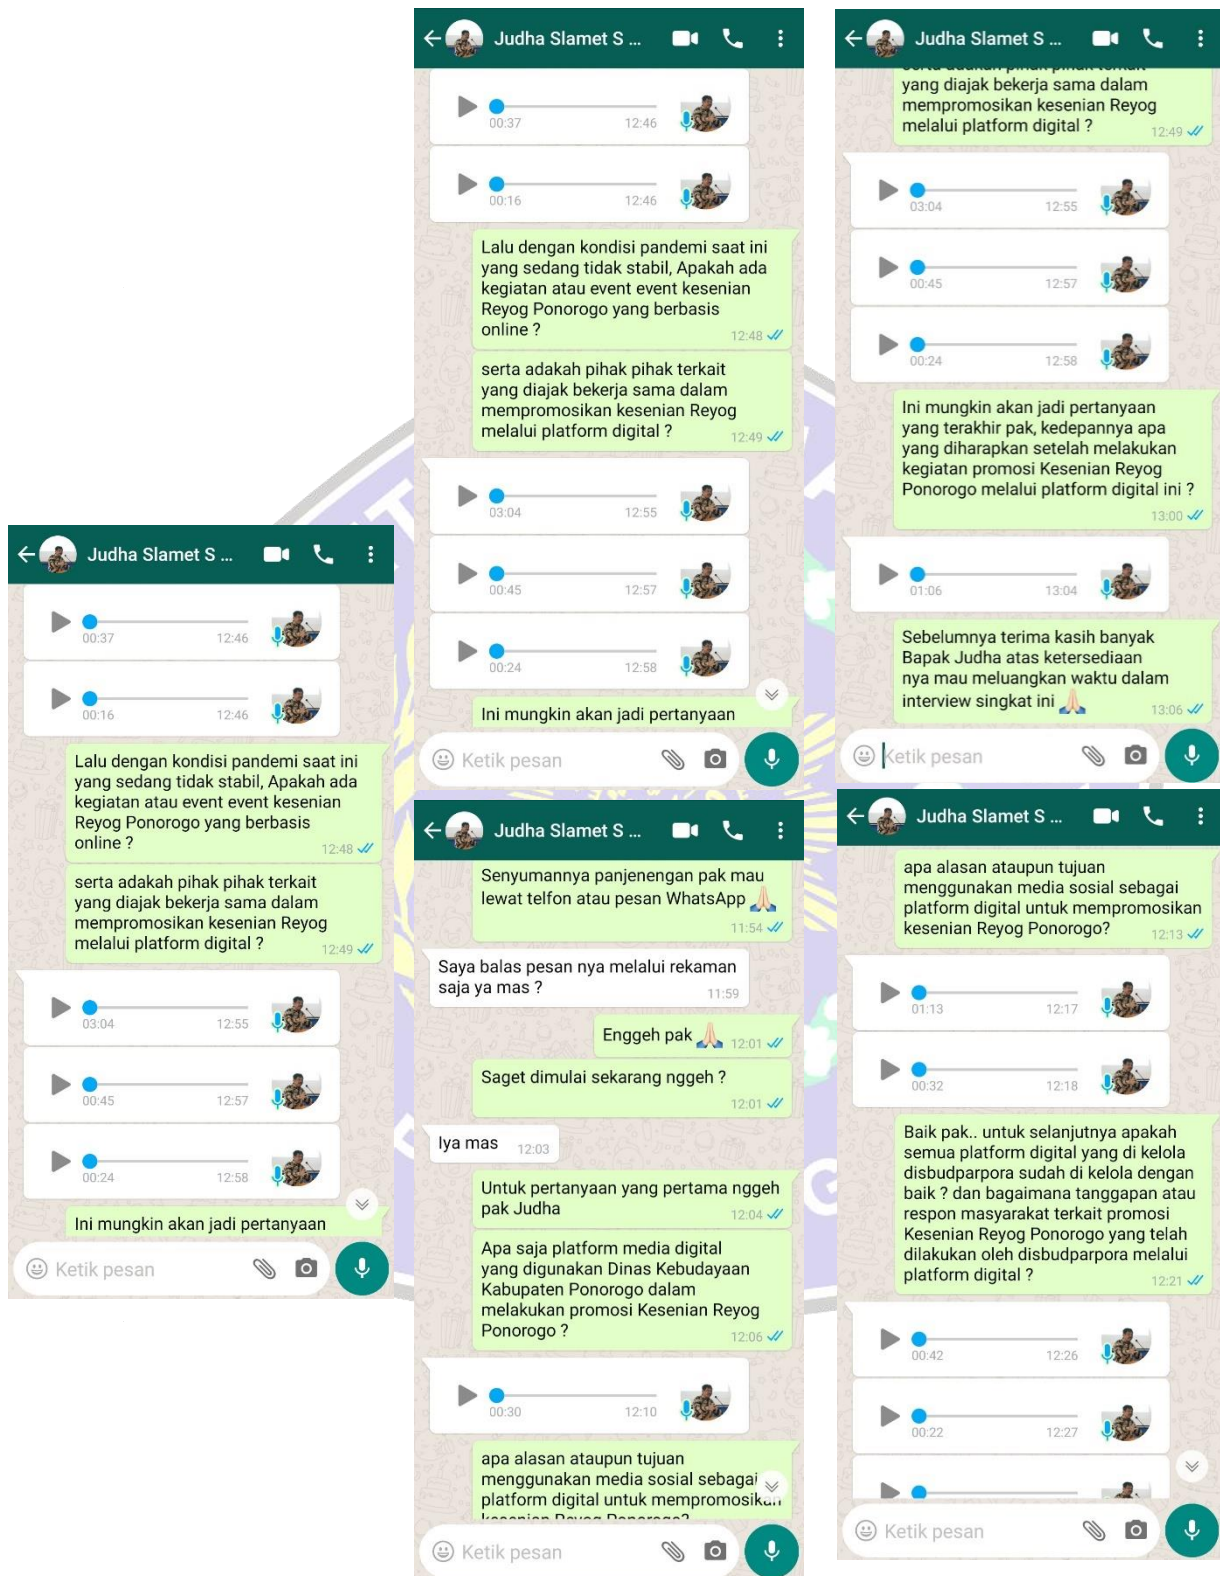 Judha Slamet S ...
00:37 12:46
00:16 12:46
Lalu dengan kondisi pandemi saat ini
yang sedang tidak stabil, Apakah ada
kegiatan atau event event kesenian
Reyog Ponorogo yang berbasis
online ? 12:48
serta adakah pihak pihak terkait
yang diajak bekerja sama dalam
mempromosikan kesenian Reyog
melalui platform digital ? 12:49
03:04 12:55
00:45 12:57
00:24 12:58
Ini mungkin akan jadi pertanyaan
Ketik pesan
Judha Slamet S ...
00:37 12:46
00:16 12:46
Lalu dengan kondisi pandemi saat ini
yang sedang tidak stabil, Apakah ada
kegiatan atau event event kesenian
Reyog Ponorogo yang berbasis
online ? 12:48
serta adakah pihak pihak terkait
yang diajak bekerja sama dalam
mempromosikan kesenian Reyog
melalui platform digital ? 12:49
03:04 12:55
00:45 12:57
00:24 12:58
Ini mungkin akan jadi pertanyaan
Ketik pesan
Judha Slamet S ...
serta adakah pihak pihak terkait
yang diajak bekerja sama dalam
mempromosikan kesenian Reyog
melalui platform digital ? 12:49
03:04 12:55
00:45 12:57
00:24 12:58
Ini mungkin akan jadi pertanyaan
yang terakhir pak, kedepannya apa
yang diharapkan setelah melakukan
kegiatan promosi Kesenian Reyog
Ponorogo melalui platform digital ini ?
13:00
01:06 13:04
Sebelumnya terima kasih banyak
Bapak Judha atas ketersediaan
nya mau meluangkan waktu dalam
interview singkat ini 🙏 13:06
Ketik pesan
Judha Slamet S ...
Senyumannya panjenengan pak mau
lewat telfon atau pesan WhatsApp 🙏
11:54
Saya balas pesan nya melalui rekaman
saja ya mas ? 11:59
Enggeh pak 🙏 12:01
Saget dimulai sekarang nggeh ?
12:01
Iya mas 12:03
Untuk pertanyaan yang pertama nggeh
pak Judha 12:04
Apa saja platform media digital
yang digunakan Dinas Kebudayaan
Kabupaten Ponorogo dalam
melakukan promosi Kesenian Reyog
Ponorogo ? 12:06
00:30 12:10
apa alasan ataupun tujuan
menggunakan media sosial sebagai
platform digital untuk mempromosikan
kesenian Reyog Ponorogo?
Ketik pesan
Judha Slamet S ...
apa alasan ataupun tujuan
menggunakan media sosial sebagai
platform digital untuk mempromosikan
kesenian Reyog Ponorogo? 12:13
01:13 12:17
00:32 12:18
Baik pak.. untuk selanjutnya apakah
semua platform digital yang di kelola
disbudparpora sudah di kelola dengan
baik ? dan bagaimana tanggapan atau
respon masyarakat terkait promosi
Kesenian Reyog Ponorogo yang telah
dilakukan oleh disbudparpora melalui
platform digital ? 12:21
00:42 12:26
00:22 12:27
Ketik pesan